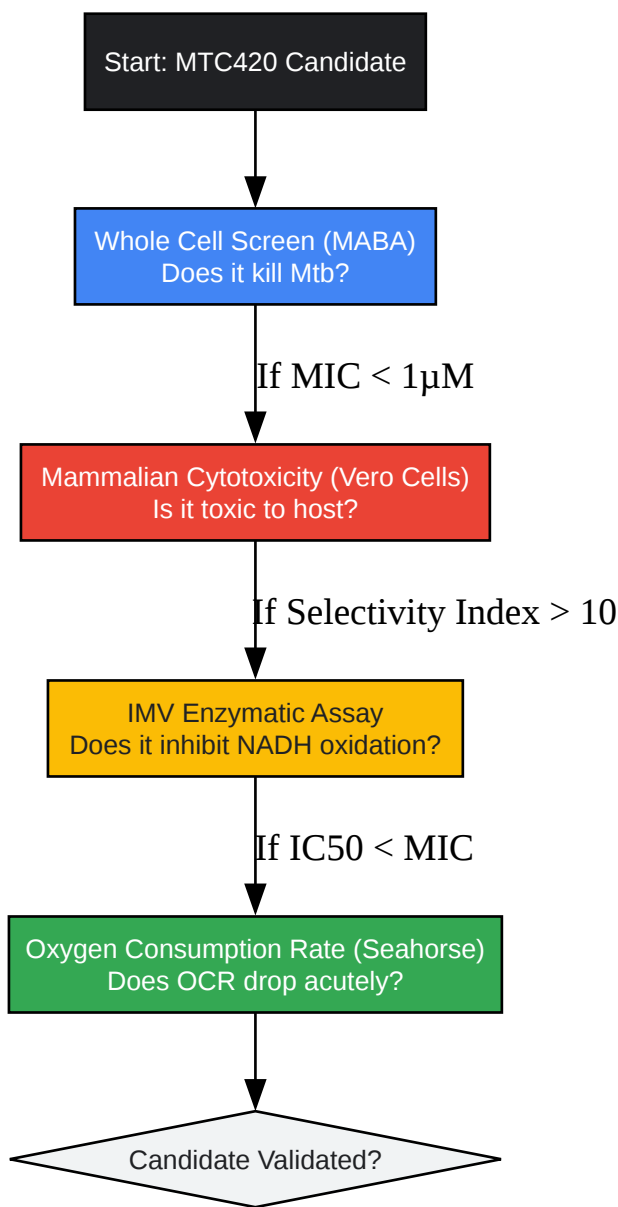 Start: MTC420 Candidate
Whole Cell Screen (MABA)
Does it kill Mtb?
If MIC < 1µM
Mammalian Cytotoxicity (Vero Cells)
Is it toxic to host?
If Selectivity Index > 10
IMV Enzymatic Assay
Does it inhibit NADH oxidation?
If IC50 < MIC
Oxygen Consumption Rate (Seahorse)
Does OCR drop acutely?
Candidate Validated?